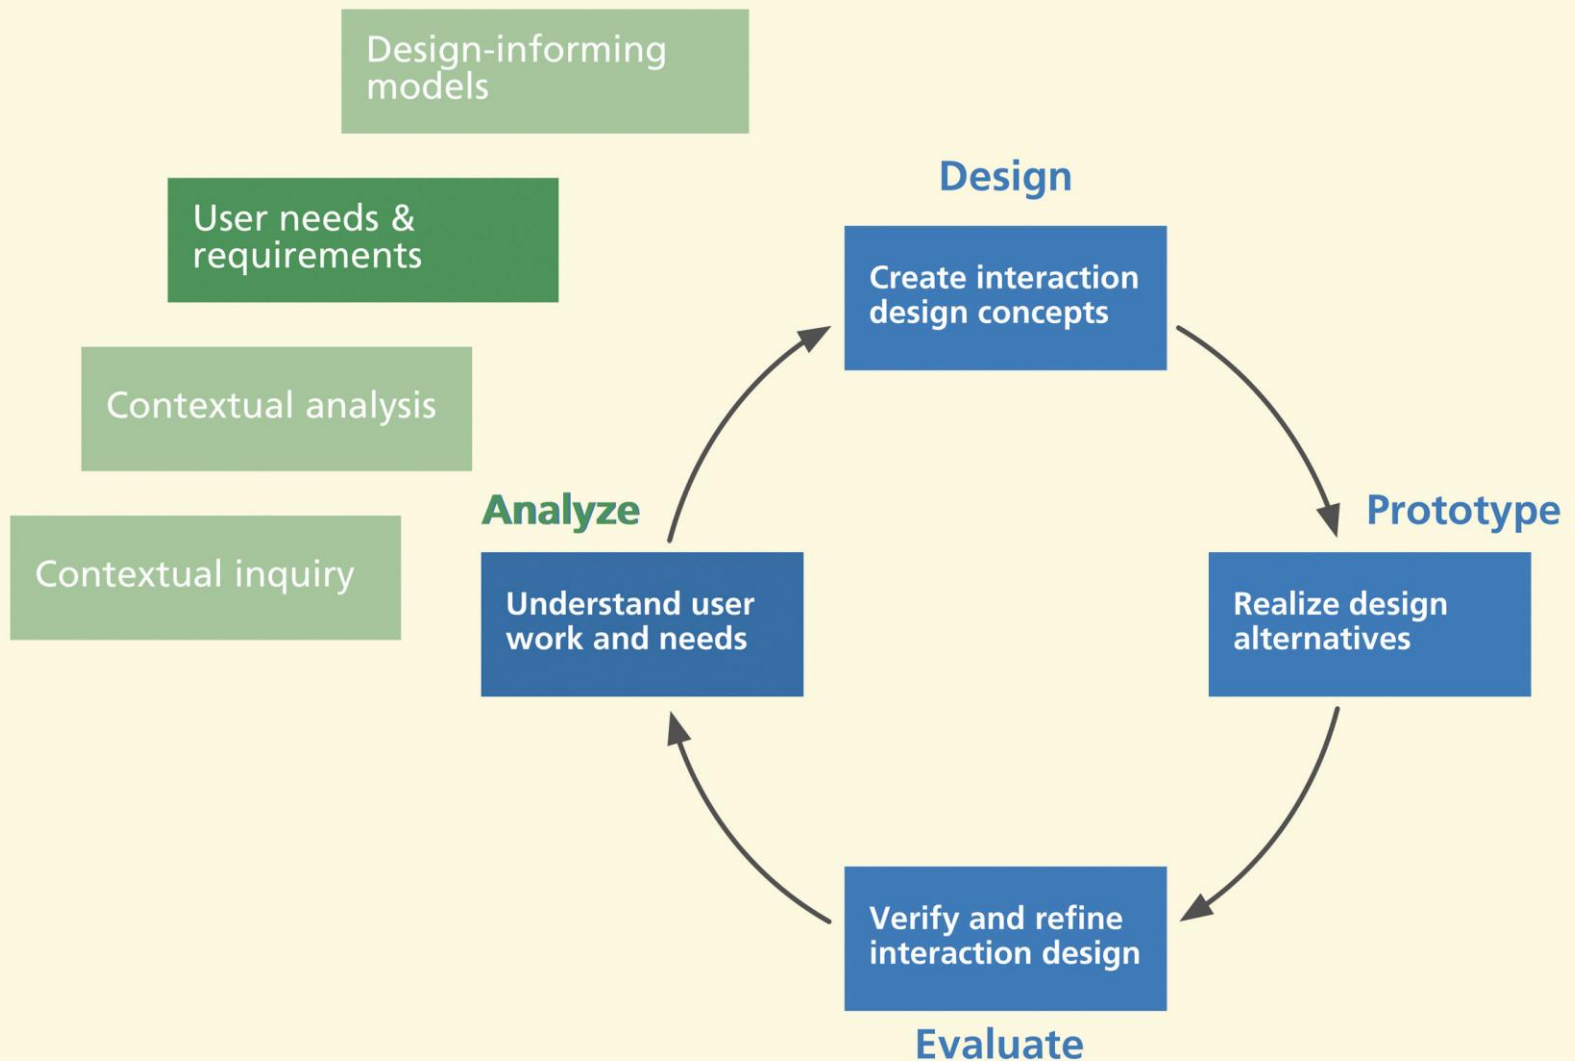 Design-informing
models
User needs &
requirements
Contextual analysis
Contextual inquiry
Design
Create interaction
design concepts
Analyze
Understand user
work and needs
Prototype
Realize design
alternatives
Verify and refine
interaction design
Evaluate